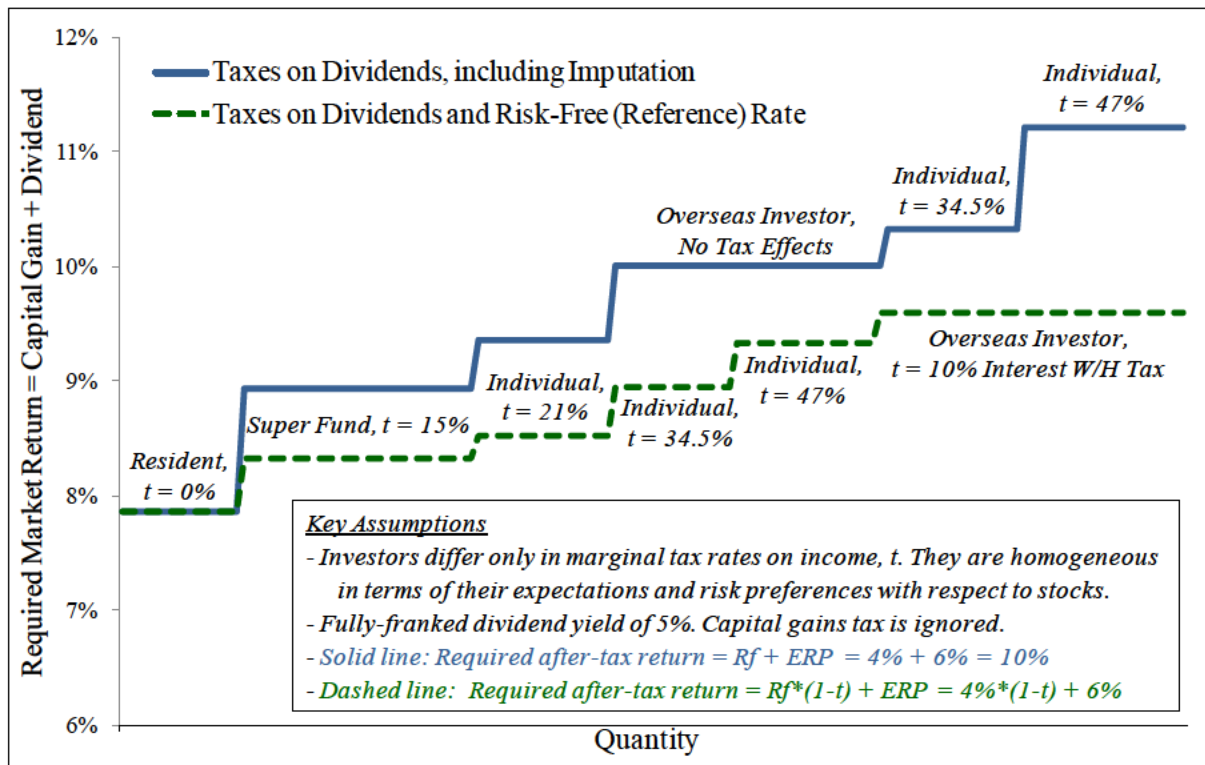 12%
11%
10%
9%
8%
7%
6%
Required Market Return = Capital Gain + Dividend
Taxes on Dividends, including Imputation
Taxes on Dividends and Risk-Free (Reference) Rate
Individual,
t = 47%
Individual,
t = 34.5%
Overseas Investor,
No Tax Effects
Overseas Investor,
t = 10% Interest W/H Tax
Individual,
t = 47%
Individual,
t = 34.5%
Individual,
t = 21%
Super Fund, t = 15%
Resident,
t = 0%
Key Assumptions
- Investors differ only in marginal tax rates on income, t. They are homogeneous
in terms of their expectations and risk preferences with respect to stocks.
- Fully-franked dividend yield of 5%. Capital gains tax is ignored.
- Solid line: Required after-tax return = Rf + ERP = 4% + 6% = 10%
- Dashed line: Required after-tax return = Rf*(1-t) + ERP = 4%*(1-t) + 6%
Quantity